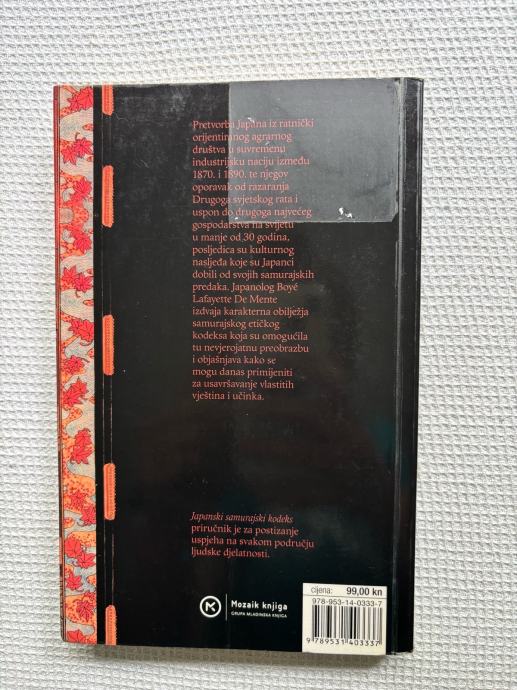 Pretvorba Japana iz ratnički
orijentiranog agrarnog
društva u suvremenu
industrijsku naciju između
1870. i 1890. te njegov
oporavak od razaranja
Drugoga svjetskog rata i
uspon do drugoga najvećeg
gospodarstva na svijetu
u manje od 30 godina,
posljedica su kulturnog
nasljeđa koje su Japanci
dobili od svojih samurajskih
predaka. Japanolog Boyé
Lafayette De Mente
izdvaja karakterna obilježja
samurajskog etičkog
kodeksa koja su omogućila
tu nevjerojatnu preobrazbu
i objašnjava kako se
mogu danas primijeniti
za usavršavanje vlastitih
vještina i učinka.
Japanski samurajski kodeks
priručnik je za postizanje
uspjeha na svakom području
ljudske djelatnosti.
Mozaik knjiga
GRUPA MLADINSKA KNJIGA
cijena: 99,00 kn
978-953-14-0333-7
9 789531 403337